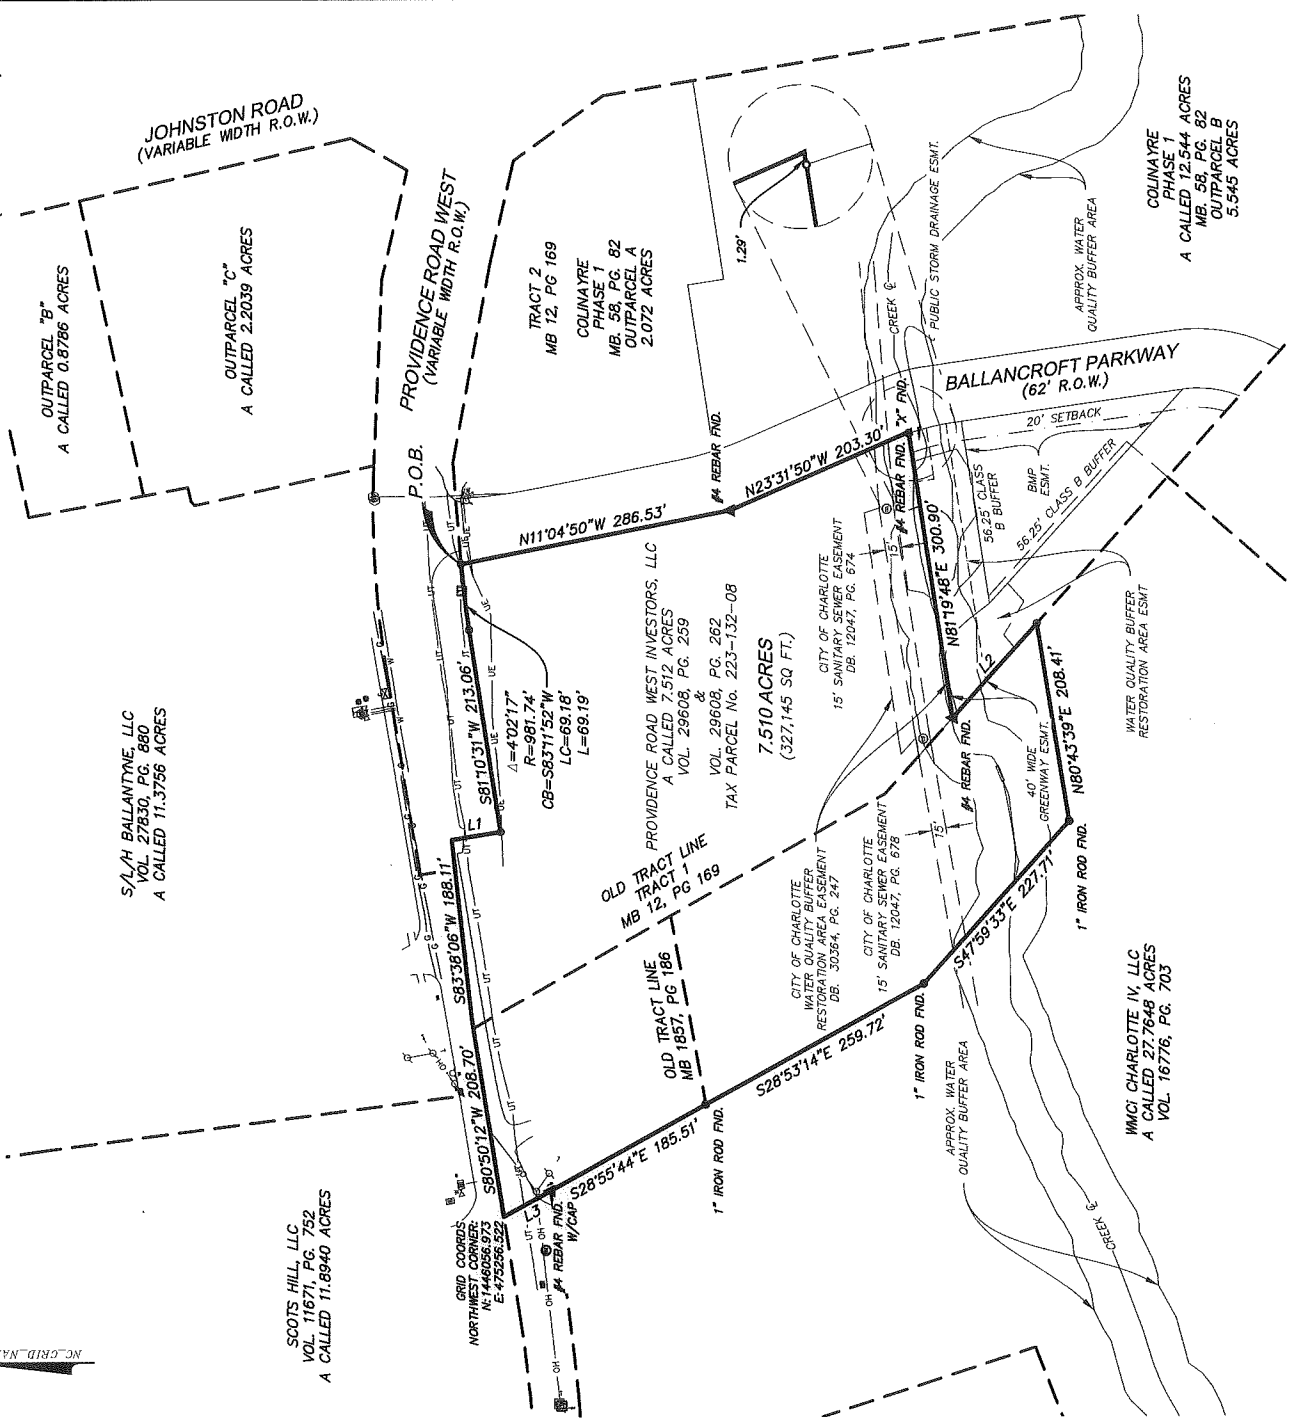 JOHNSTON ROAD
(VARIABLE WIDTH R.O.W.)
OUTPARCEL "B"
A CALLED 0.8786 ACRES
OUTPARCEL "C"
A CALLED 2.2039 ACRES
PROVIDENCE ROAD WEST
(VARIABLE WIDTH R.O.W.)
P.O.B.
TRACT 2
MB 12, PG 169
COLINAYRE
PHASE 1
MB. 58, PG. 82
OUTPARCEL A
2.072 ACRES
1.29'
PUBLIC STORM DRAINAGE ESMT.
CREEK ℄
APPROX. WATER
QUALITY BUFFER AREA
COLINAYRE
PHASE 1
A CALLED 12.544 ACRES
MB. 58, PG. 82
OUTPARCEL B
5.545 ACRES
BALLANCROFT PARKWAY
(62' R.O.W.)
20' SETBACK
BMP
ESMT.
56.25' CLASS
B BUFFER
56.25' CLASS B BUFFER
WATER QUALITY BUFFER
RESTORATION AREA ESMT
#4 REBAR FND.
N11°04'50"W 286.53'
N23°31'50"W 203.30'
"X" FND.
#4 REBAR FND.
N81°19'48"E 300.90'
15'
CITY OF CHARLOTTE
15' SANITARY SEWER EASEMENT
DB. 12047, PG. 674
S/L/H BALLANTYNE, LLC
VOL. 27830, PG. 880
A CALLED 11.3756 ACRES
S81°10'31"W 213.06'
Δ=4°02'17"
R=981.74'
CB=S83°11'52"W
LC=69.18'
L=69.19'
PROVIDENCE ROAD WEST INVESTORS, LLC
A CALLED 7.512 ACRES
VOL. 29608, PG. 259
&
VOL. 29608, PG. 262
TAX PARCEL No. 223-132-08
7.510 ACRES
(327,145 SQ FT.)
L1
L2
#4 REBAR FND.
40' WIDE
GREENWAY ESMT.
N80°43'39"E 208.41'
1" IRON ROD FND.
S83°38'06"W 188.11'
OLD TRACT LINE
TRACT 1
MB 12, PG 169
OLD TRACT LINE
MB 1857, PG 186
CITY OF CHARLOTTE
WATER QUALITY BUFFER
RESTORATION AREA EASEMENT
DB. 30364, PG. 247
CITY OF CHARLOTTE
15' SANITARY SEWER EASEMENT
DB. 12047, PG. 678
15'
S47°59'33"E 227.71'
1" IRON ROD FND.
S28°53'14"E 259.72'
1" IRON ROD FND.
S28°55'44"E 185.51'
S80°50'12"W 208.70'
L3
#4 REBAR FND.
W/CAP
GRID COORDS
NORTHWEST CORNER:
N:1446056.973
E:475256.522
SCOTS HILL, LLC
VOL. 11671, PG. 752
A CALLED 11.8940 ACRES
APPROX. WATER
QUALITY BUFFER AREA
WMCi CHARLOTTE IV, LLC
A CALLED 27.7648 ACRES
VOL. 16776, PG. 703
CREEK ℄